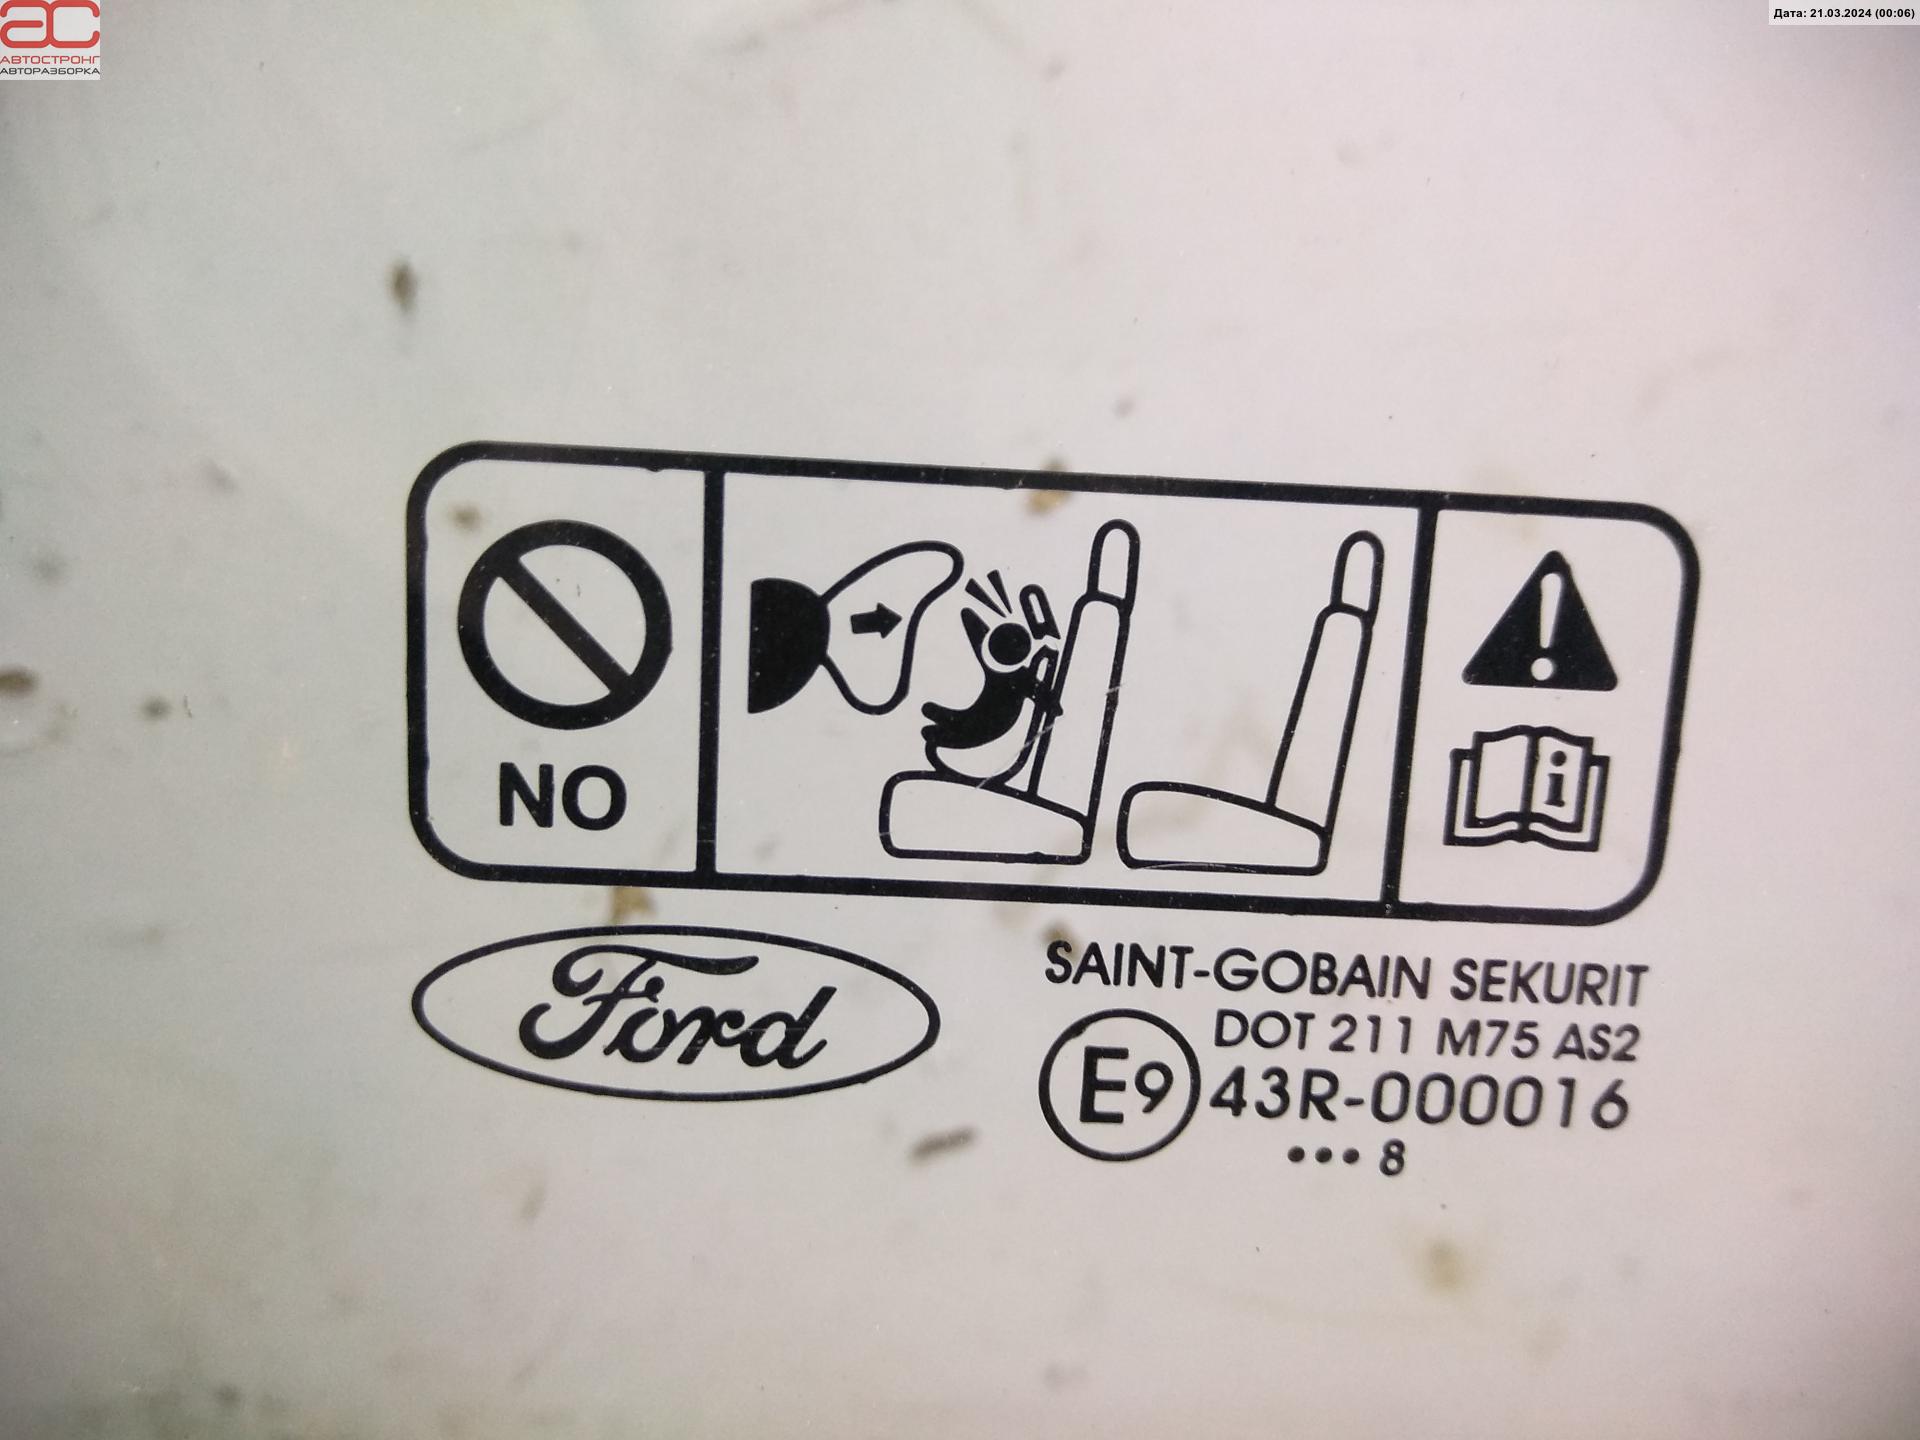 АС
АВТОСТРОНГ
АВТОРАЗБОРКА
Дата: 21.03.2024 (00:06)
NO
i
Ford
SAINT-GOBAIN SEKURIT
DOT 211 M75 AS2
E9 43R-000016
••• 8